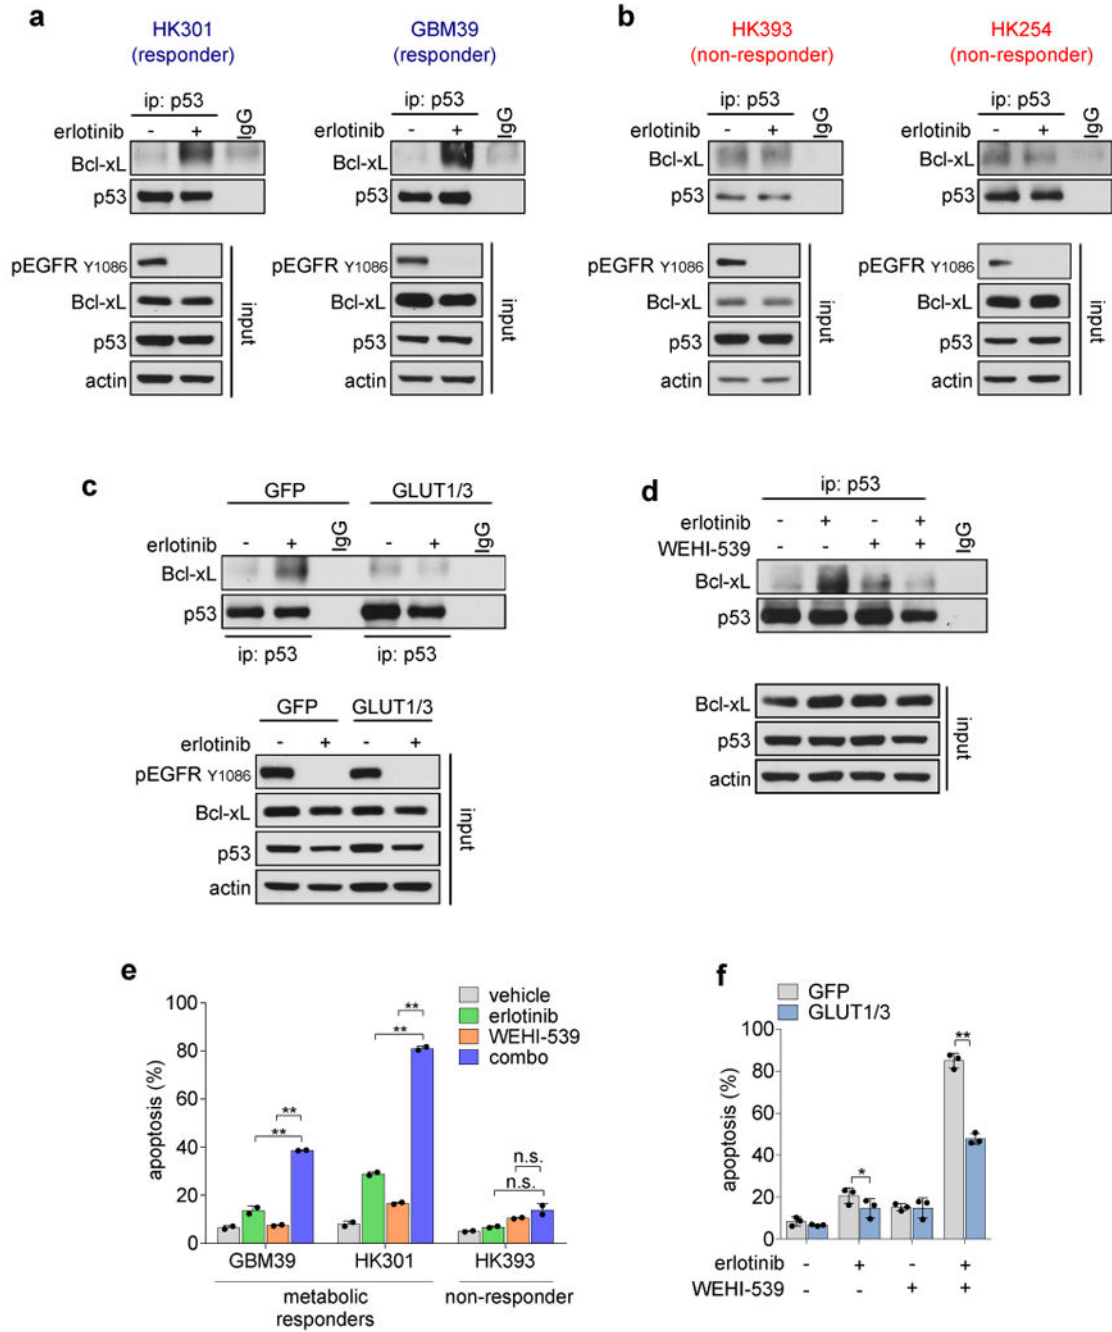 a
HK301
(responder)
GBM39
(responder)
ip: p53
IgG
erlotinib - +
Bcl-xL
p53
pEGFR Y1086
Bcl-xL
p53
actin
input
ip: p53
IgG
erlotinib - +
Bcl-xL
p53
pEGFR Y1086
Bcl-xL
p53
actin
input
b
HK393
(non-responder)
HK254
(non-responder)
ip: p53
IgG
erlotinib - +
Bcl-xL
p53
pEGFR Y1086
Bcl-xL
p53
actin
input
ip: p53
IgG
erlotinib - +
Bcl-xL
p53
pEGFR Y1086
Bcl-xL
p53
actin
input
c
GFP GLUT1/3
erlotinib - + IgG - + IgG
Bcl-xL
p53
ip: p53 ip: p53
GFP GLUT1/3
erlotinib - + - +
pEGFR Y1086
Bcl-xL
p53
actin
input
d
ip: p53
erlotinib - + - +
WEHI-539 - - + +
IgG
Bcl-xL
p53
Bcl-xL
p53
actin
input
e
vehicle
erlotinib
WEHI-539
combo
apoptosis (%)
100
80
60
40
20
0
** ** ** ** n.s. n.s.
GBM39 HK301 HK393
metabolic responders
non-responder
f
GFP
GLUT1/3
apoptosis (%)
100
80
60
40
20
0
* **
erlotinib - + - +
WEHI-539 - - + +